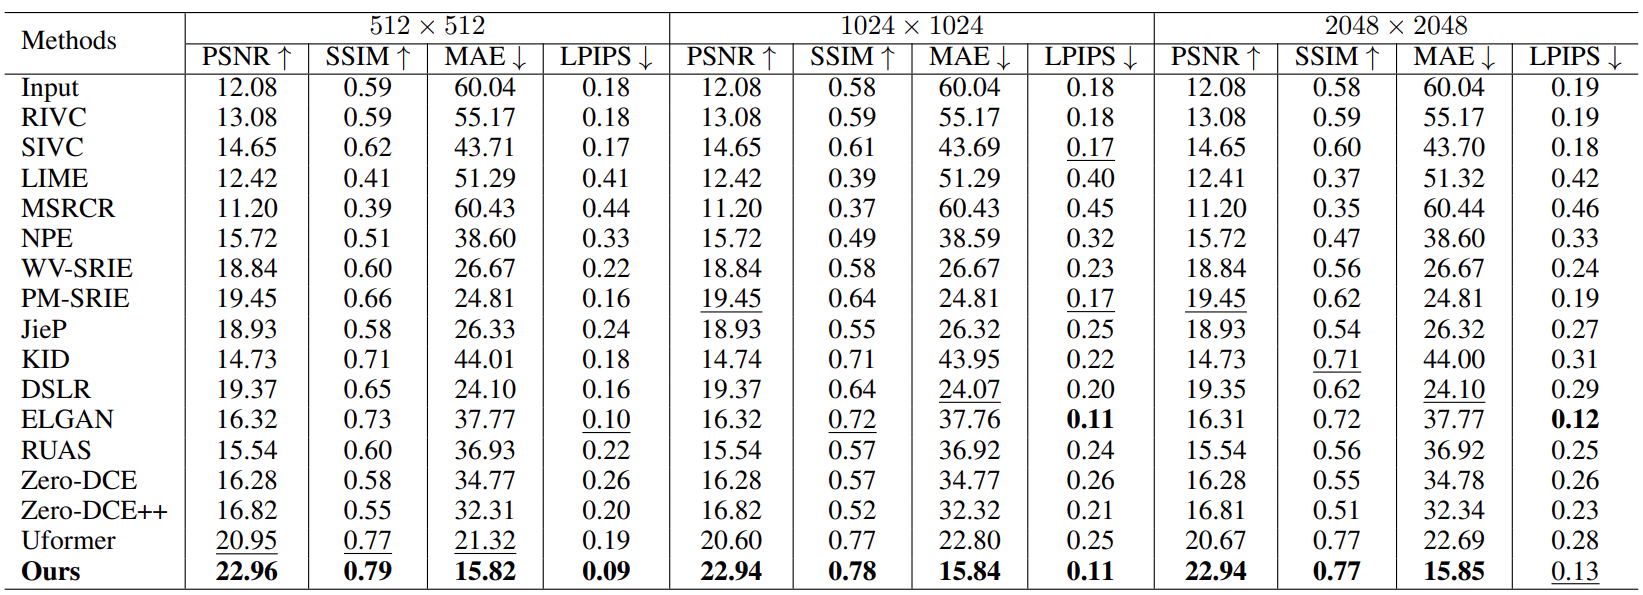 Methods 512 × 512 1024 × 1024 2048 × 2048
PSNR ↑ SSIM ↑ MAE ↓ LPIPS ↓ PSNR ↑ SSIM ↑ MAE ↓ LPIPS ↓ PSNR ↑ SSIM ↑ MAE ↓ LPIPS ↓
Input 12.08 0.59 60.04 0.18 12.08 0.58 60.04 0.18 12.08 0.58 60.04 0.19
RIVC 13.08 0.59 55.17 0.18 13.08 0.59 55.17 0.18 13.08 0.59 55.17 0.19
SIVC 14.65 0.62 43.71 0.17 14.65 0.61 43.69 0.17 14.65 0.60 43.70 0.18
LIME 12.42 0.41 51.29 0.41 12.42 0.39 51.29 0.40 12.41 0.37 51.32 0.42
MSRCR 11.20 0.39 60.43 0.44 11.20 0.37 60.43 0.45 11.20 0.35 60.44 0.46
NPE 15.72 0.51 38.60 0.33 15.72 0.49 38.59 0.32 15.72 0.47 38.60 0.33
WV-SRIE 18.84 0.60 26.67 0.22 18.84 0.58 26.67 0.23 18.84 0.56 26.67 0.24
PM-SRIE 19.45 0.66 24.81 0.16 19.45 0.64 24.81 0.17 19.45 0.62 24.81 0.19
JieP 18.93 0.58 26.33 0.24 18.93 0.55 26.32 0.25 18.93 0.54 26.32 0.27
KID 14.73 0.71 44.01 0.18 14.74 0.71 43.95 0.22 14.73 0.71 44.00 0.31
DSLR 19.37 0.65 24.10 0.16 19.37 0.64 24.07 0.20 19.35 0.62 24.10 0.29
ELGAN 16.32 0.73 37.77 0.10 16.32 0.72 37.76 0.11 16.31 0.72 37.77 0.12
RUAS 15.54 0.60 36.93 0.22 15.54 0.57 36.92 0.24 15.54 0.56 36.92 0.25
Zero-DCE 16.28 0.58 34.77 0.26 16.28 0.57 34.77 0.26 16.28 0.55 34.78 0.26
Zero-DCE++ 16.82 0.55 32.31 0.20 16.82 0.52 32.32 0.21 16.81 0.51 32.34 0.23
Uformer 20.95 0.77 21.32 0.19 20.60 0.77 22.80 0.25 20.67 0.77 22.69 0.28
Ours 22.96 0.79 15.82 0.09 22.94 0.78 15.84 0.11 22.94 0.77 15.85 0.13